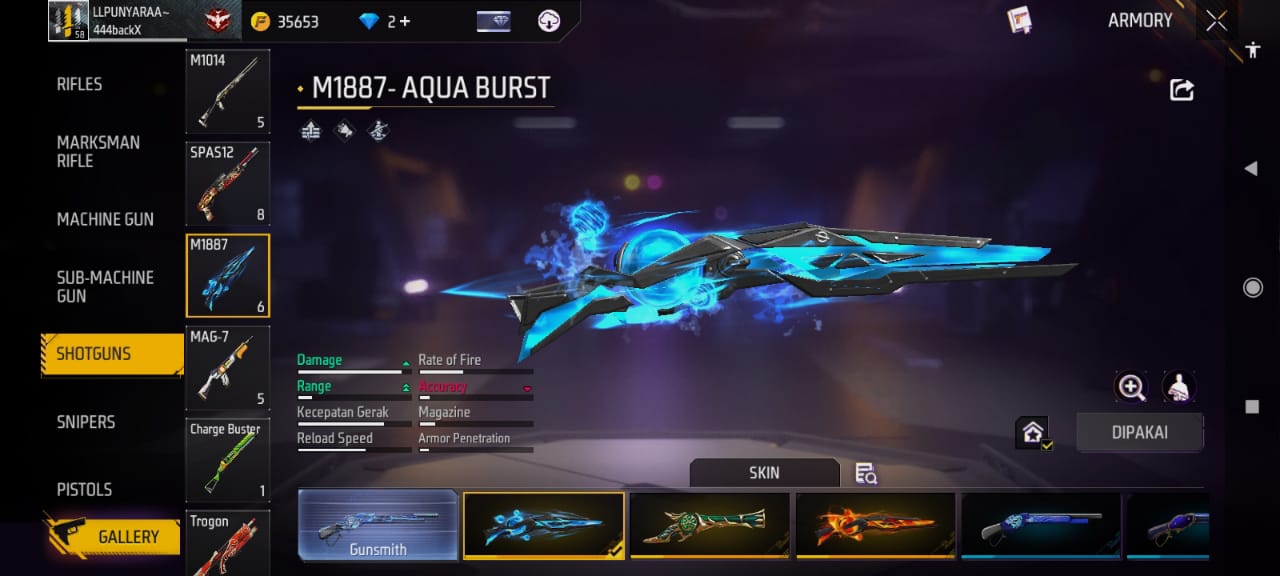 LLPUNYARAA~
444backX
58
35653
2+
ARMORY
RIFLES
MARKSMAN
RIFLE
MACHINE GUN
SUB-MACHINE
GUN
SHOTGUNS
SNIPERS
PISTOLS
GALLERY
M1014
5
SPAS12
8
M1887
6
MAG-7
5
Charge Buster
1
Trogon
M1887- AQUA BURST
Damage
Rate of Fire
Range
Accuracy
Kecepatan Gerak
Magazine
Reload Speed
Armor Penetration
DIPAKAI
SKIN
Gunsmith